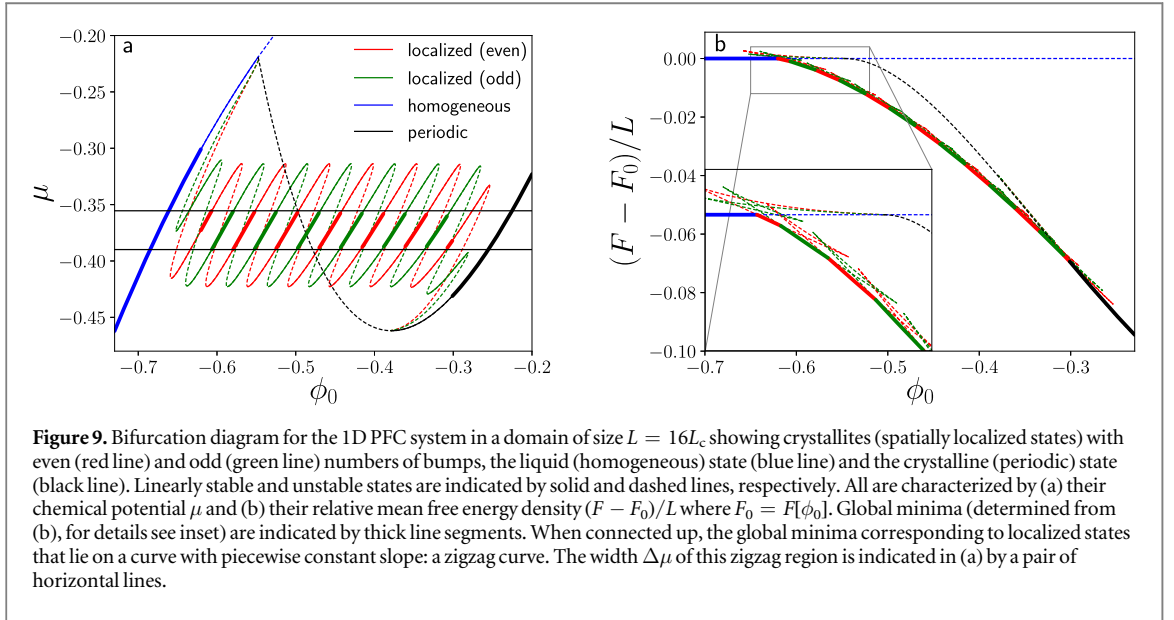 a
b
μ
−0.20
−0.25
−0.30
−0.35
−0.40
−0.45
−0.7 −0.6 −0.5 −0.4 −0.3 −0.2
ϕ₀
localized (even)
localized (odd)
homogeneous
periodic
(F − F₀)/L
0.00
−0.02
−0.04
−0.06
−0.08
−0.10
−0.7 −0.6 −0.5 −0.4 −0.3
ϕ₀
Figure 9. Bifurcation diagram for the 1D PFC system in a domain of size L = 16L_c showing crystallites (spatially localized states) with
even (red line) and odd (green line) numbers of bumps, the liquid (homogeneous) state (blue line) and the crystalline (periodic) state
(black line). Linearly stable and unstable states are indicated by solid and dashed lines, respectively. All are characterized by (a) their
chemical potential μ and (b) their relative mean free energy density (F − F₀)/L where F₀ = F[ϕ₀]. Global minima (determined from
(b), for details see inset) are indicated by thick line segments. When connected up, the global minima corresponding to localized states
that lie on a curve with piecewise constant slope: a zigzag curve. The width Δμ of this zigzag region is indicated in (a) by a pair of
horizontal lines.